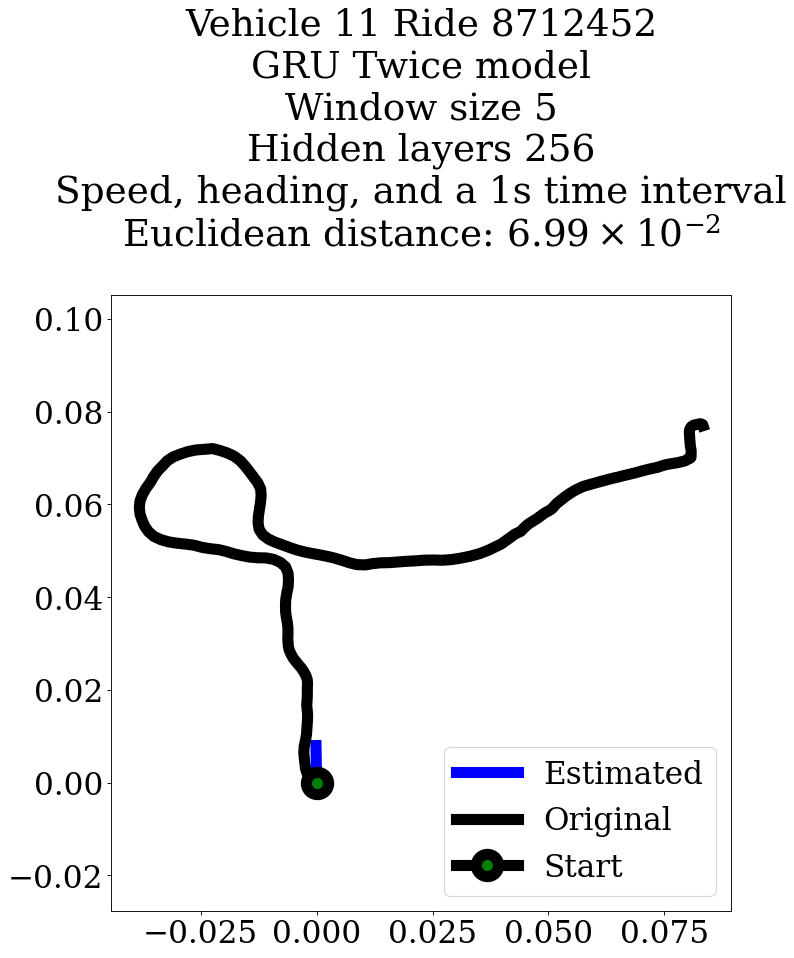 Vehicle 11 Ride 8712452
GRU Twice model
Window size 5
Hidden layers 256
Speed, heading, and a 1s time interval
Euclidean distance: 6.99 × 10⁻²
0.10
0.08
0.06
0.04
0.02
0.00
−0.02
Estimated
Original
Start
−0.025 0.000 0.025 0.050 0.075